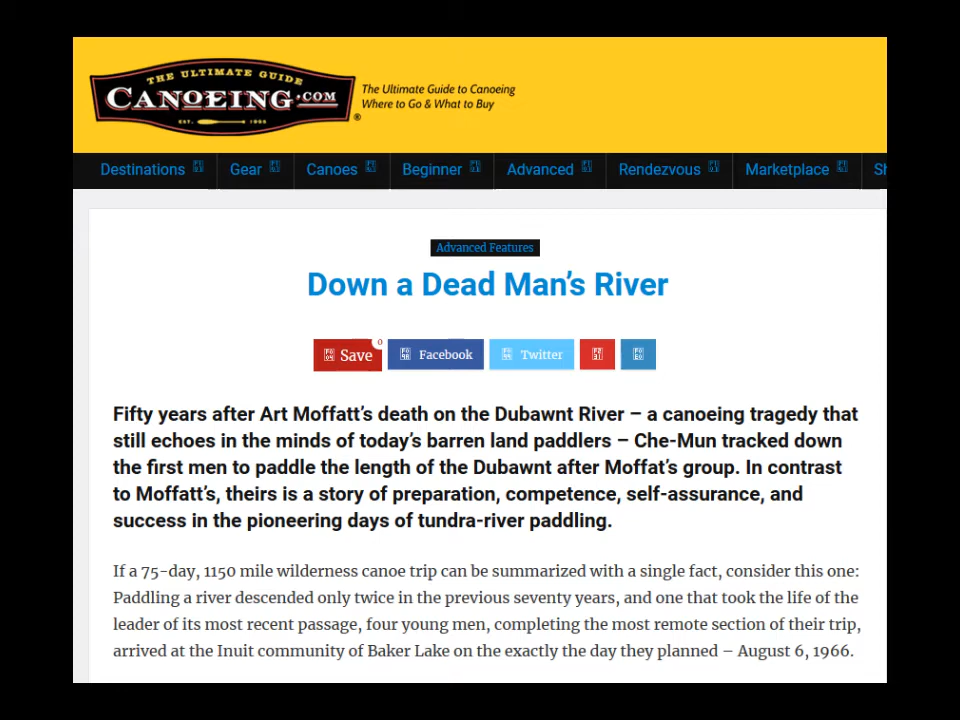 THE ULTIMATE GUIDE
CANOEING.COM
EST. 1968
®
The Ultimate Guide to Canoeing
Where to Go & What to Buy
Destinations Gear Canoes Beginner Advanced Rendezvous Marketplace Sh
Advanced Features
Down a Dead Man's River
Save 0 Facebook Twitter
Fifty years after Art Moffatt's death on the Dubawnt River – a canoeing tragedy that
still echoes in the minds of today's barren land paddlers – Che-Mun tracked down
the first men to paddle the length of the Dubawnt after Moffat's group. In contrast
to Moffatt's, theirs is a story of preparation, competence, self-assurance, and
success in the pioneering days of tundra-river paddling.
If a 75-day, 1150 mile wilderness canoe trip can be summarized with a single fact, consider this one:
Paddling a river descended only twice in the previous seventy years, and one that took the life of the
leader of its most recent passage, four young men, completing the most remote section of their trip,
arrived at the Inuit community of Baker Lake on the exactly the day they planned – August 6, 1966.